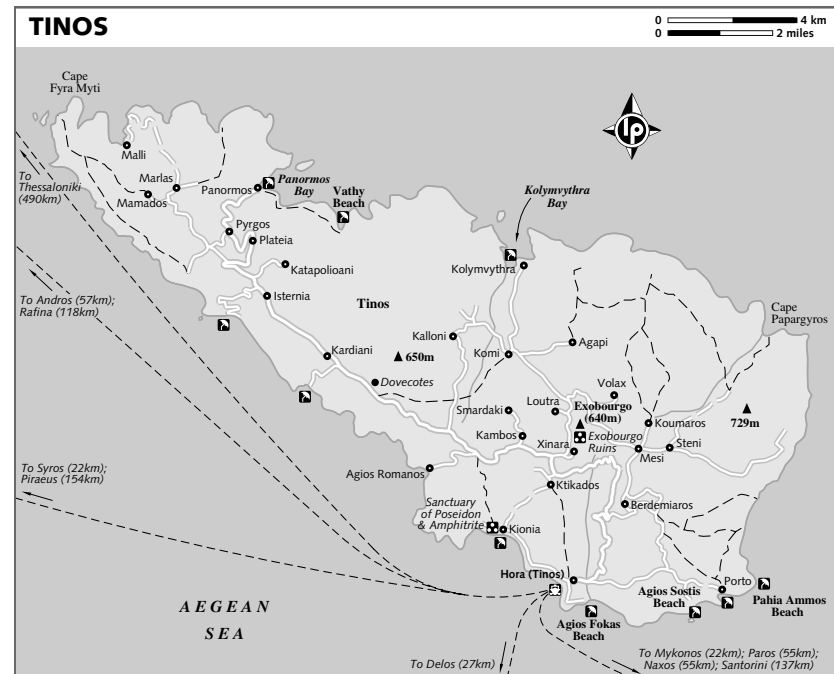 TINOS
0 4 km
0 2 miles
Cape
Fyra Myti
lp
Malli
To
Thessaloniki
(490km)
Marlas
Mamados
Panormos
Panormos
Bay
Vathy
Beach
Kolymvythra
Bay
Pyrgos
Plateia
Katapolioani
Kolymvythra
To Andros (57km);
Rafina (118km)
Isternia
Tinos
Cape
Papargyros
Kardiani
650m
Kalloni
Komi
Agapi
Dovecotes
Volax
Loutra
Exobourgo
(640m)
Smardaki
Koumaros
729m
Kambos
Xinara
Exobourgo
Ruins
Mesi
Steni
To Syros (22km);
Piraeus (154km)
Agios Romanos
Ktikados
Sanctuary
of Poseidon
& Amphitrite
Kionia
Berdemiaros
Hora (Tinos)
Porto
Agios Sostis
Beach
Pahia Ammos
Beach
Agios Fokas
Beach
AEGEAN
SEA
To Delos (27km)
To Mykonos (22km); Paros (55km);
Naxos (55km); Santorini (137km)